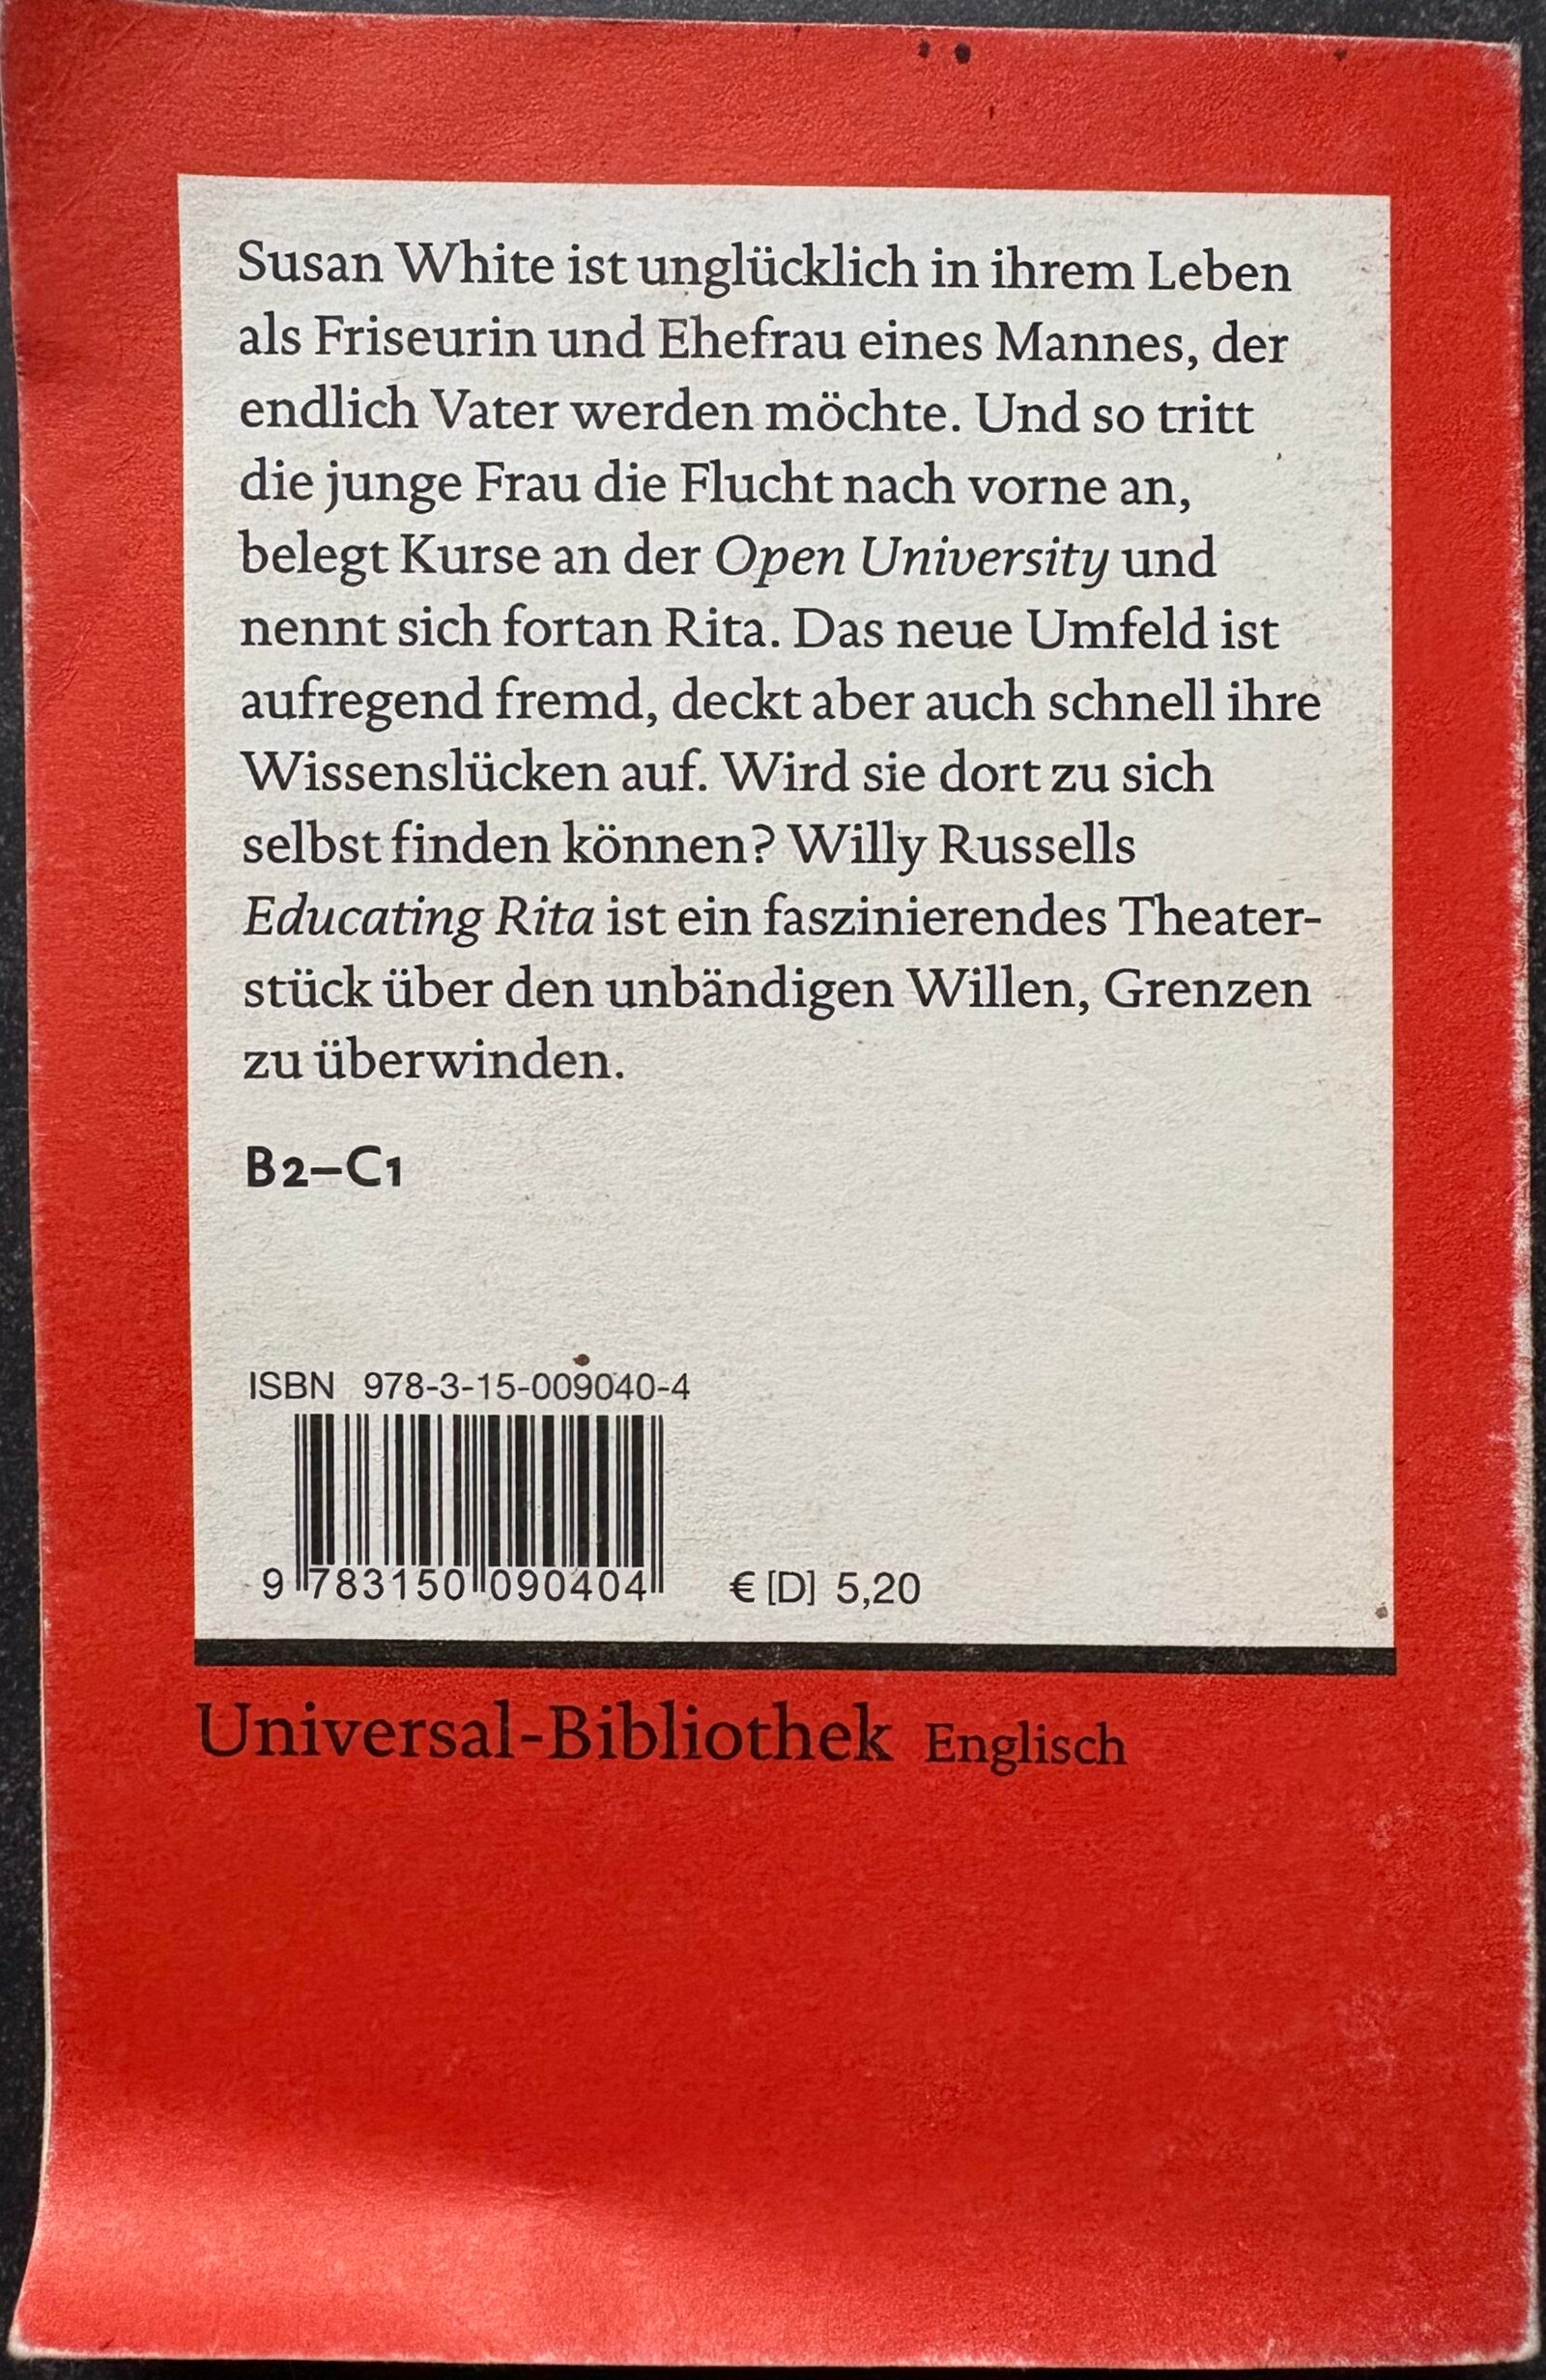 Susan White ist unglücklich in ihrem Leben
als Friseurin und Ehefrau eines Mannes, der
endlich Vater werden möchte. Und so tritt
die junge Frau die Flucht nach vorne an,
belegt Kurse an der Open University und
nennt sich fortan Rita. Das neue Umfeld ist
aufregend fremd, deckt aber auch schnell ihre
Wissenslücken auf. Wird sie dort zu sich
selbst finden können? Willy Russells
Educating Rita ist ein faszinierendes Theater-
stück über den unbändigen Willen, Grenzen
zu überwinden.
B2–C1
ISBN 978-3-15-009040-4
9 783150 090404
€ [D] 5,20
Universal-Bibliothek Englisch